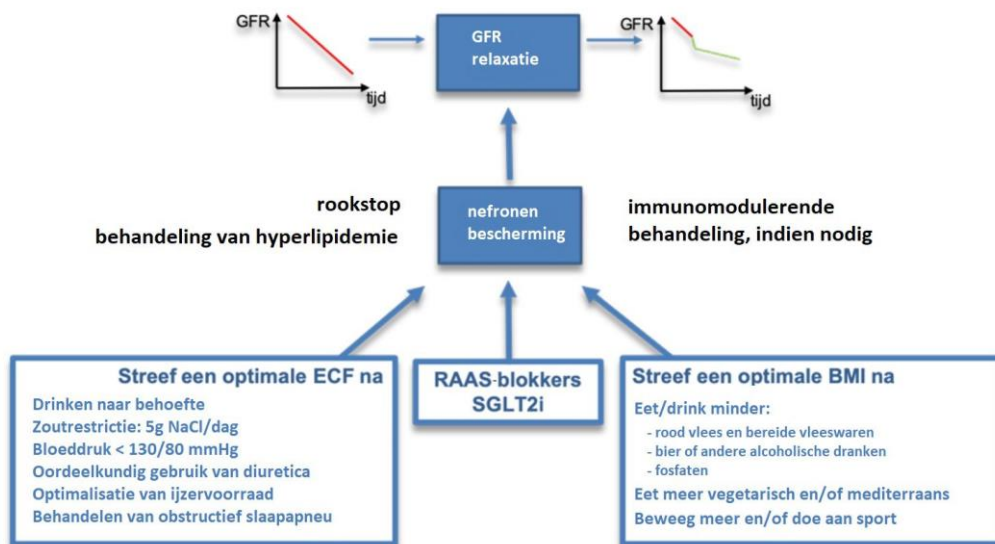 GFR
tijd
GFR
relaxatie
GFR
tijd
rookstop
behandeling van hyperlipidemie
nefronen
bescherming
immunomodulerende
behandeling, indien nodig
Streef een optimale ECF na
Drinken naar behoefte
Zoutrestrictie: 5g NaCl/dag
Bloeddruk < 130/80 mmHg
Oordeelkundig gebruik van diuretica
Optimalisatie van ijzervoorraad
Behandelen van obstructief slaapapneu
RAAS-blokkers
SGLT2i
Streef een optimale BMI na
Eet/drink minder:
- rood vlees en bereide vleeswaren
- bier of andere alcoholische dranken
- fosfaten
Eet meer vegetarisch en/of mediterraans
Beweeg meer en/of doe aan sport